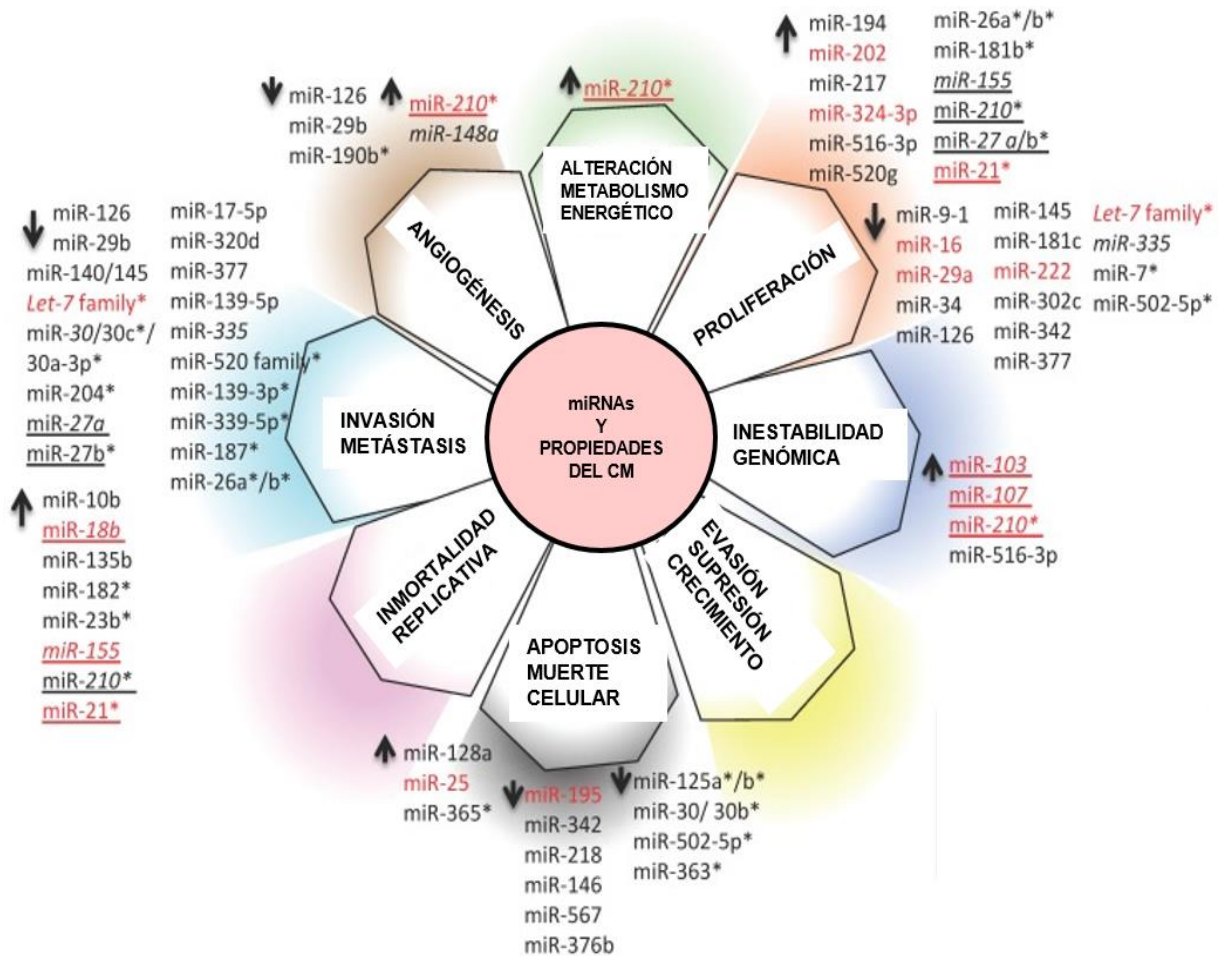 miR-126
miR-29b
miR-190b*
miR-210*
miR-148a
miR-210*
miR-194
miR-202
miR-217
miR-324-3p
miR-516-3p
miR-520g
miR-26a*/b*
miR-181b*
miR-155
miR-210*
miR-27 a/b*
miR-21*
ALTERACIÓN
METABOLISMO
ENERGÉTICO
ANGIOGÉNESIS
PROLIFERACIÓN
miR-9-1
miR-16
miR-29a
miR-34
miR-126
miR-145
miR-181c
miR-222
miR-302c
miR-342
miR-377
Let-7 family*
miR-335
miR-7*
miR-502-5p*
miR-126
miR-29b
miR-140/145
Let-7 family*
miR-30/30c*/
30a-3p*
miR-204*
miR-27a
miR-27b*
miR-17-5p
miR-320d
miR-377
miR-139-5p
miR-335
miR-520 family*
miR-139-3p*
miR-339-5p*
miR-187*
miR-26a*/b*
INVASIÓN
METÁSTASIS
miRNAs
Y
PROPIEDADES
DEL CM
INESTABILIDAD
GENÓMICA
miR-103
miR-107
miR-210*
miR-516-3p
miR-10b
miR-18b
miR-135b
miR-182*
miR-23b*
miR-155
miR-210*
miR-21*
INMORTALIDAD
REPLICATIVA
APOPTOSIS
MUERTE
CELULAR
EVASIÓN
SUPRESIÓN
CRECIMIENTO
miR-128a
miR-25
miR-365*
miR-195
miR-342
miR-218
miR-146
miR-567
miR-376b
miR-125a*/b*
miR-30/ 30b*
miR-502-5p*
miR-363*